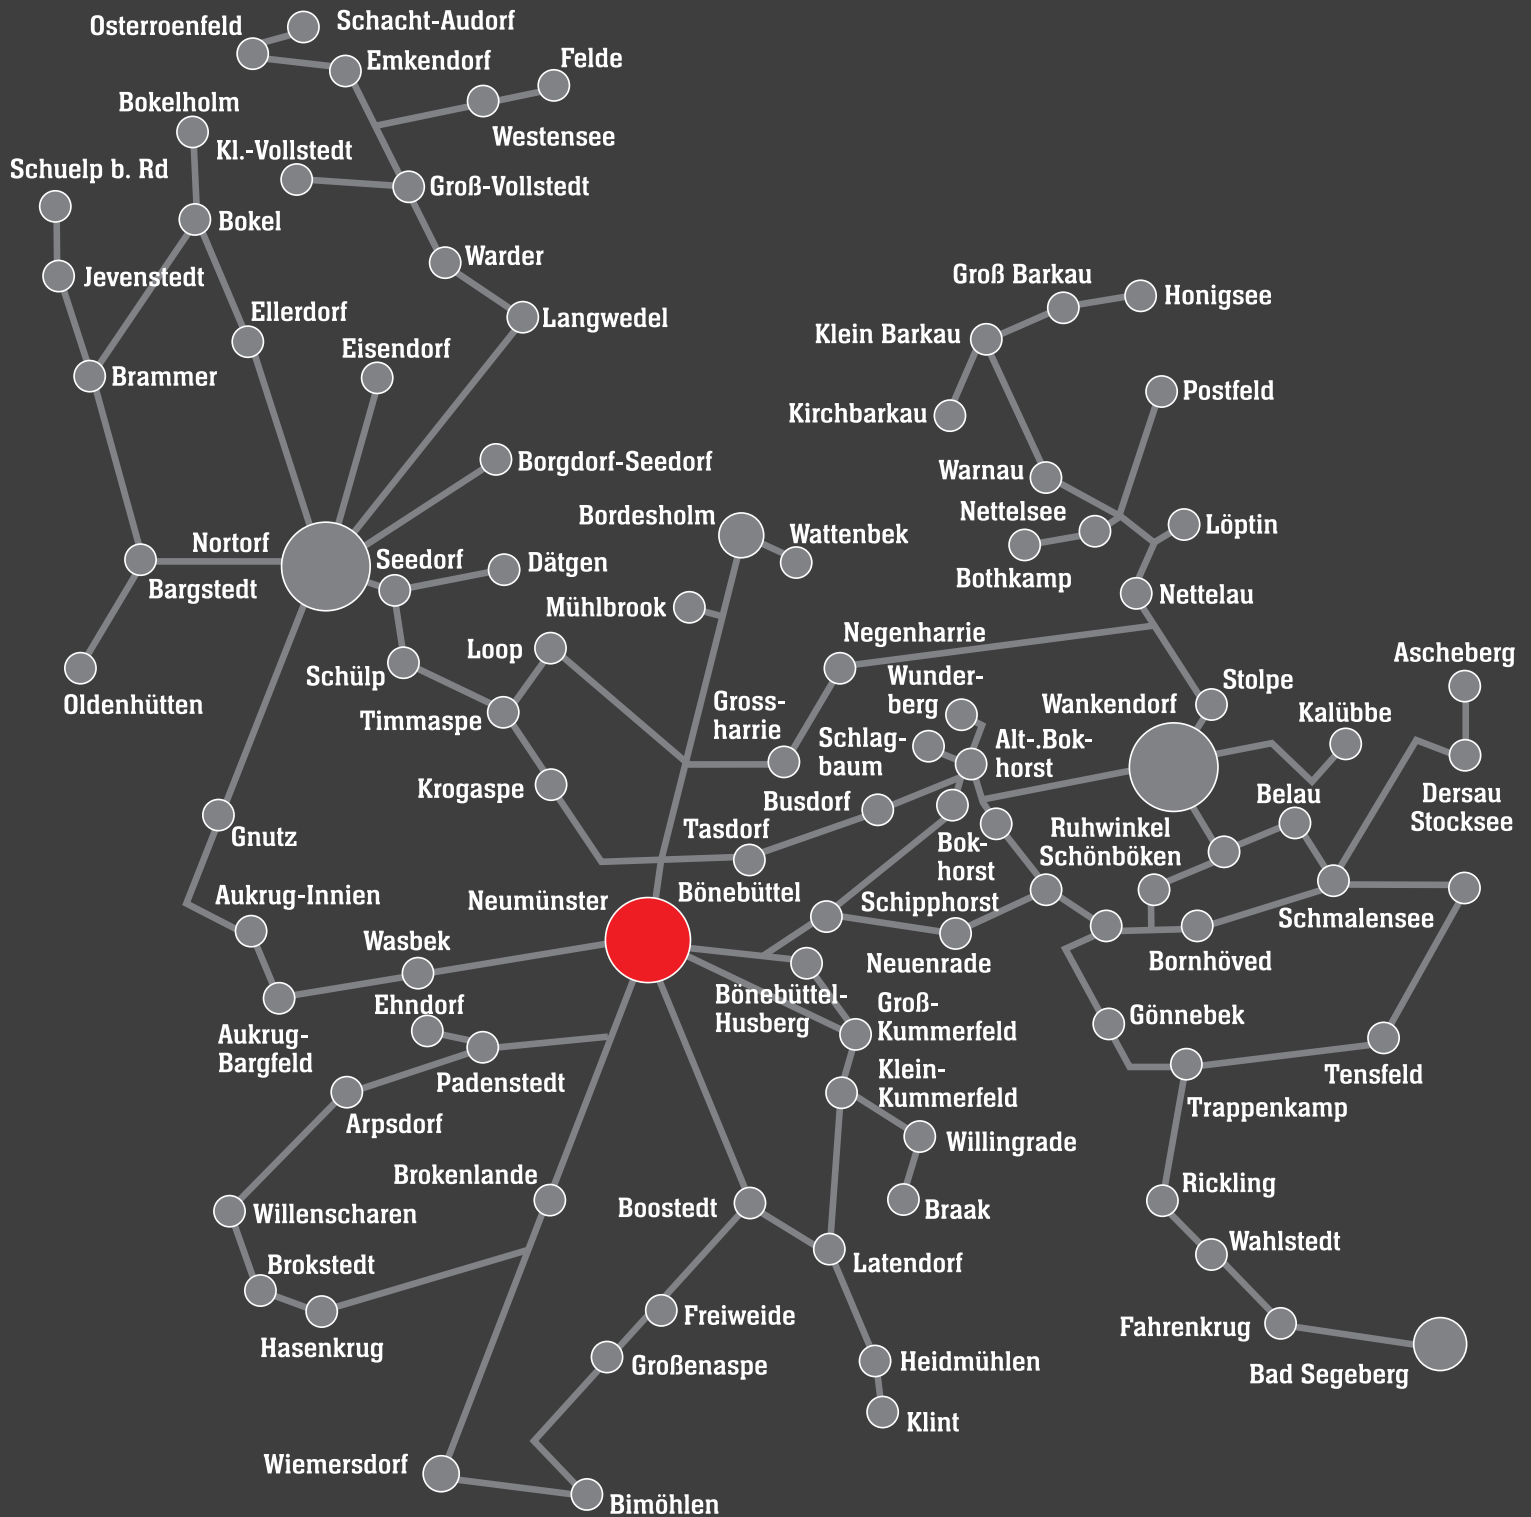 Osterroenfeld
Schacht-Audorf
Emkendorf
Felde
Bokelholm
Westensee
Kl.-Vollstedt
Schuelp b. Rd
Groß-Vollstedt
Bokel
Warder
Jevenstedt
Groß Barkau
Honigsee
Ellerdorf
Langwedel
Klein Barkau
Eisendorf
Brammer
Postfeld
Kirchbarkau
Borgdorf-Seedorf
Warnau
Bordesholm
Nettelsee
Löptin
Wattenbek
Nortorf
Seedorf
Dätgen
Bothkamp
Bargstedt
Mühlbrook
Nettelau
Negenharrie
Loop
Ascheberg
Schülp
Wunder-
berg
Stolpe
Oldenhütten
Timmaspe
Gross-
harrie
Wankendorf
Kalübbe
Schlag-
baum
Alt-.Bok-
horst
Krogaspe
Busdorf
Belau
Dersau
Stocksee
Gnutz
Tasdorf
Bok-
horst
Ruhwinkel
Schönböken
Aukrug-Innien
Neumünster
Bönebüttel
Schipphorst
Schmalensee
Wasbek
Neuenrade
Bornhöved
Ehndorf
Bönebüttel-
Husberg
Groß-
Kummerfeld
Gönnebek
Aukrug-
Bargfeld
Padenstedt
Klein-
Kummerfeld
Tensfeld
Arpsdorf
Trappenkamp
Willingrade
Brokenlande
Rickling
Willenscharen
Boostedt
Braak
Wahlstedt
Brokstedt
Latendorf
Freiweide
Fahrenkrug
Hasenkrug
Großenaspe
Heidmühlen
Bad Segeberg
Klint
Wiemersdorf
Bimöhlen